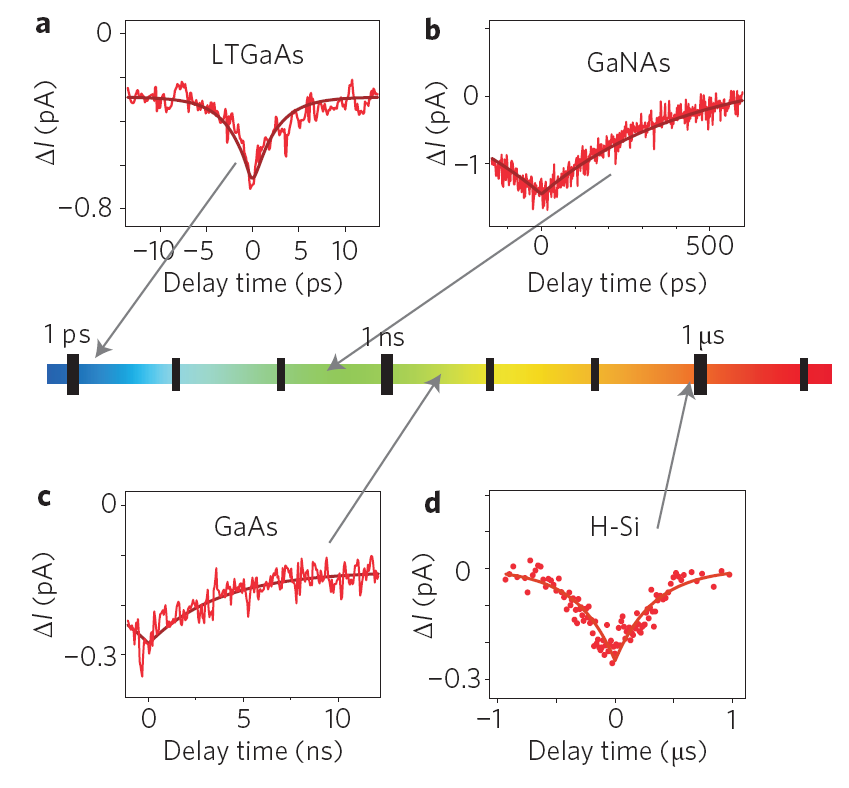 a
LTGaAs
0
−0.8
ΔI (pA)
−10 −5 0 5 10
Delay time (ps)
b
GaNAs
0
−1
ΔI (pA)
0 500
Delay time (ps)
1 ps 1 ns 1 μs
c
GaAs
0
−0.3
ΔI (pA)
0 5 10
Delay time (ns)
d
H-Si
0
−0.3
ΔI (pA)
−1 0 1
Delay time (μs)